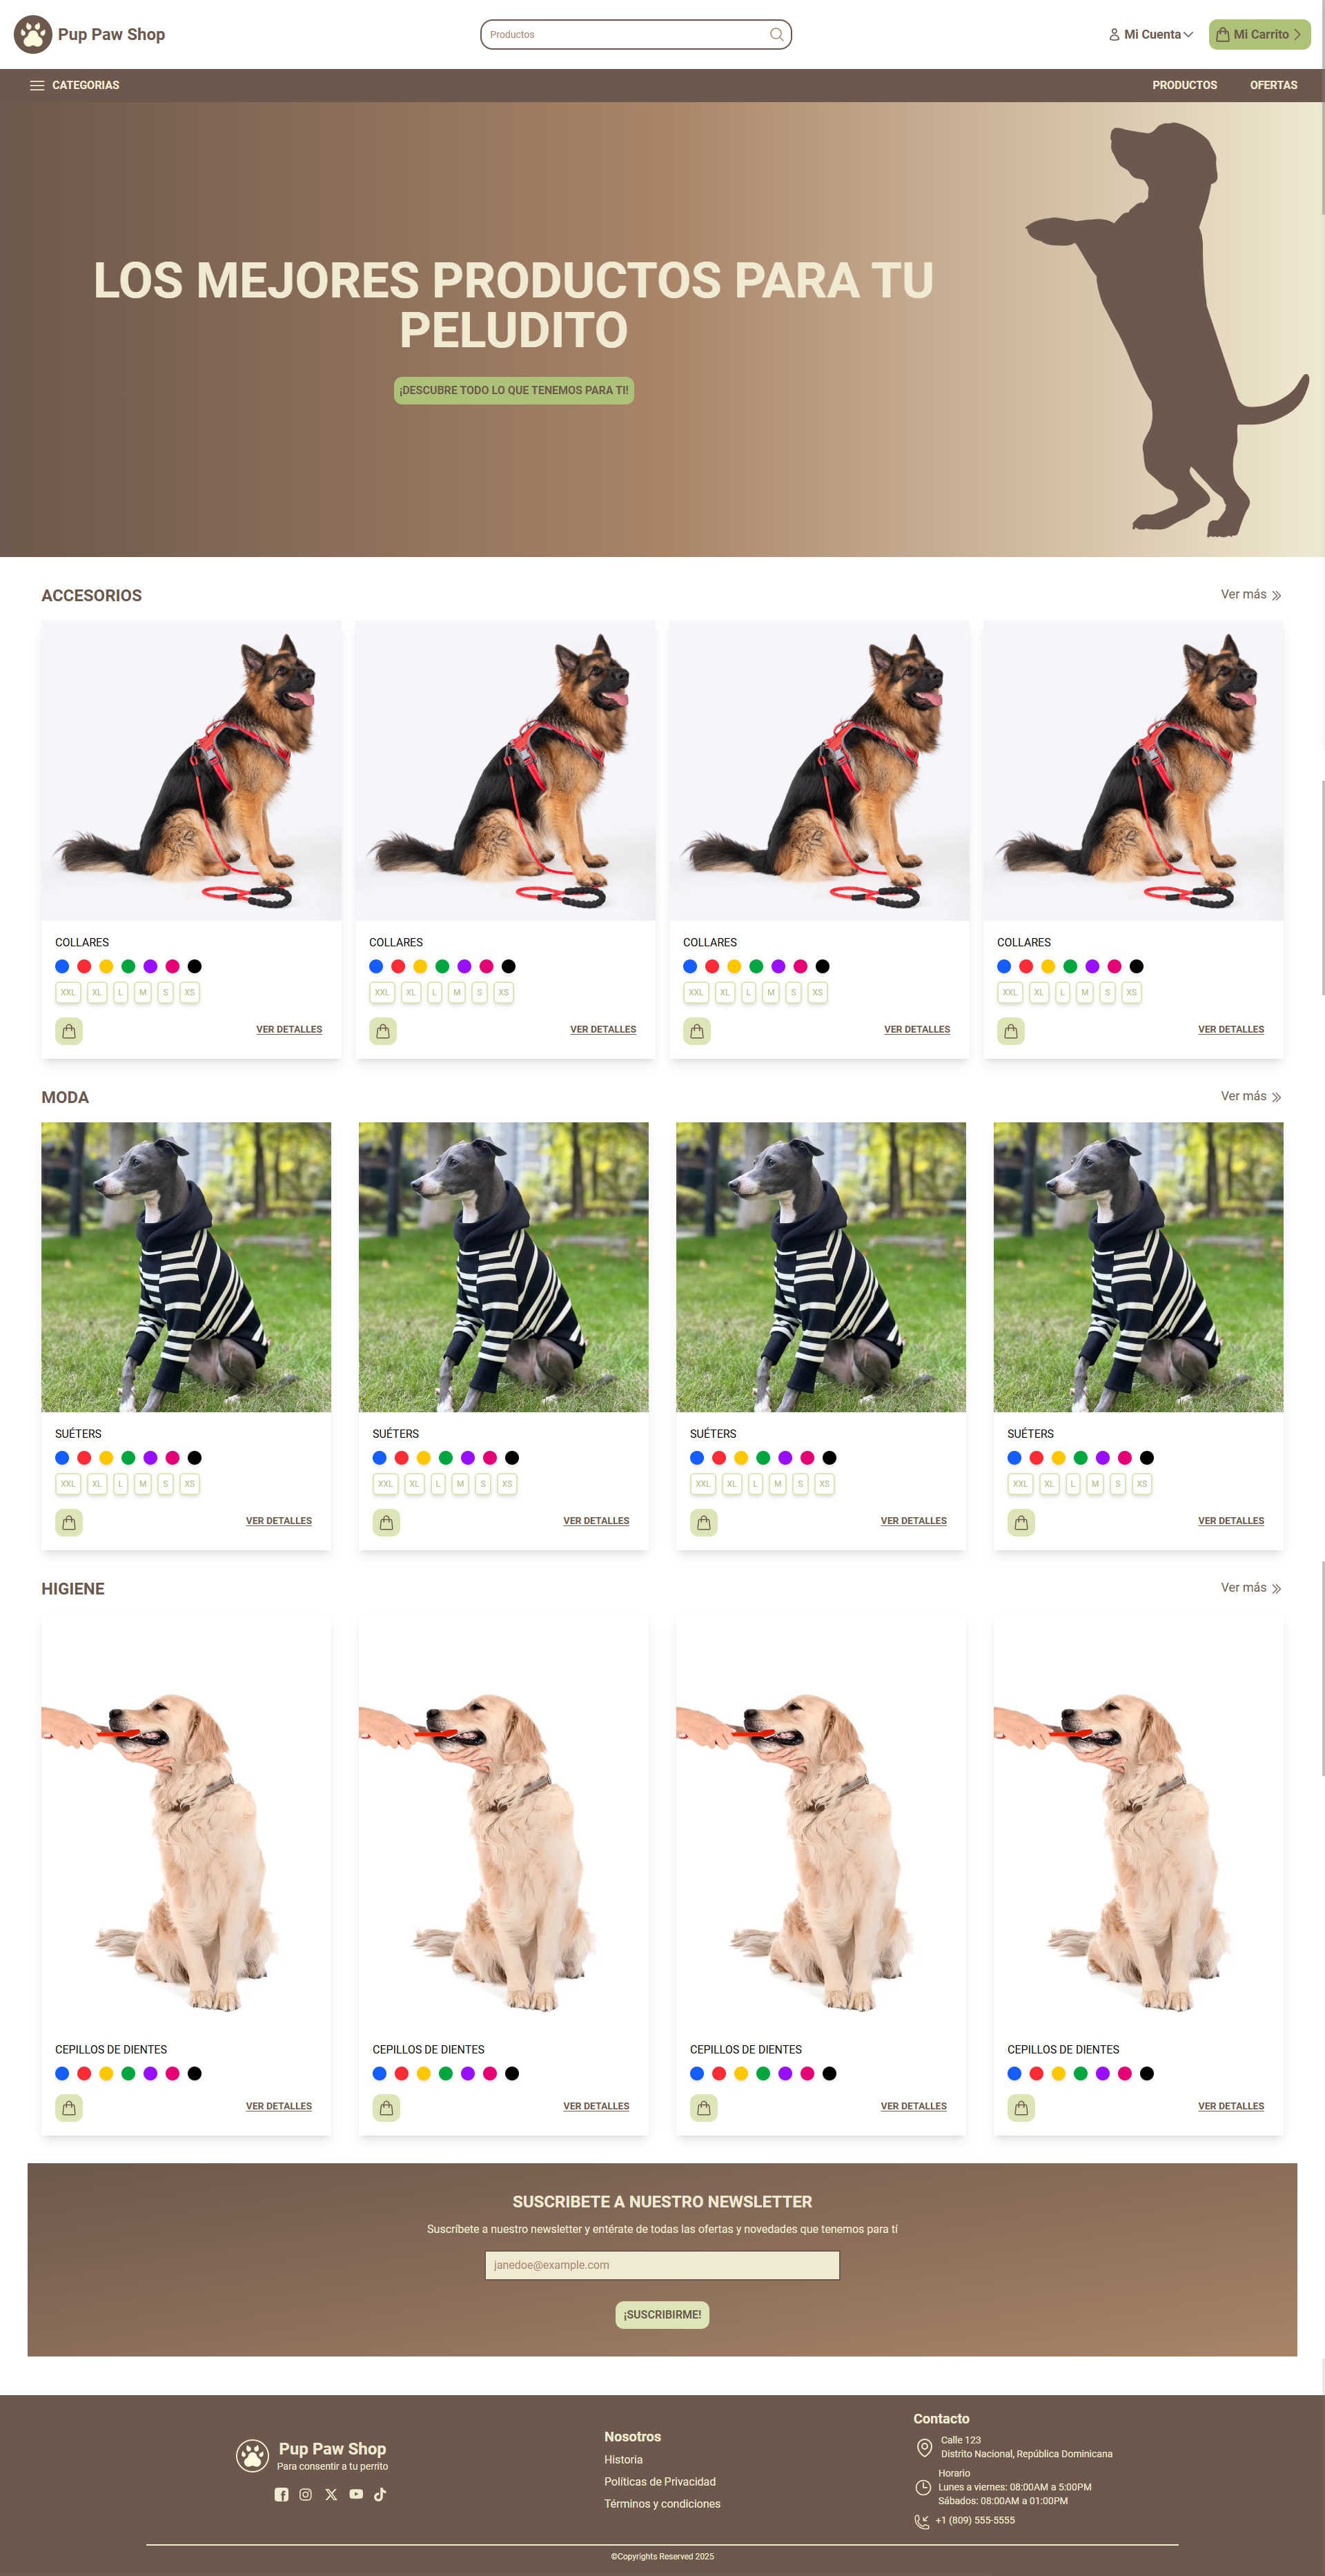 Pup Paw Shop
Productos
Mi Cuenta
Mi Carrito
CATEGORIAS
PRODUCTOS
OFERTAS
LOS MEJORES PRODUCTOS PARA TU
PELUDITO
¡DESCUBRE TODO LO QUE TENEMOS PARA TI!
ACCESORIOS
Ver más
COLLARES
XXL XL L M S XS
VER DETALLES
COLLARES
XXL XL L M S XS
VER DETALLES
COLLARES
XXL XL L M S XS
VER DETALLES
COLLARES
XXL XL L M S XS
VER DETALLES
MODA
Ver más
SUÉTERS
XXL XL L M S XS
VER DETALLES
SUÉTERS
XXL XL L M S XS
VER DETALLES
SUÉTERS
XXL XL L M S XS
VER DETALLES
SUÉTERS
XXL XL L M S XS
VER DETALLES
HIGIENE
Ver más
CEPILLOS DE DIENTES
VER DETALLES
CEPILLOS DE DIENTES
VER DETALLES
CEPILLOS DE DIENTES
VER DETALLES
CEPILLOS DE DIENTES
VER DETALLES
SUSCRIBETE A NUESTRO NEWSLETTER
Suscríbete a nuestro newsletter y entérate de todas las ofertas y novedades que tenemos para tí
janedoe@example.com
¡SUSCRIBIRME!
Pup Paw Shop
Para consentir a tu perrito
Nosotros
Historia
Políticas de Privacidad
Términos y condiciones
Contacto
Calle 123
Distrito Nacional, República Dominicana
Horario
Lunes a viernes: 08:00AM a 5:00PM
Sábados: 08:00AM a 01:00PM
+1 (809) 555-5555
©Copyrights Reserved 2025